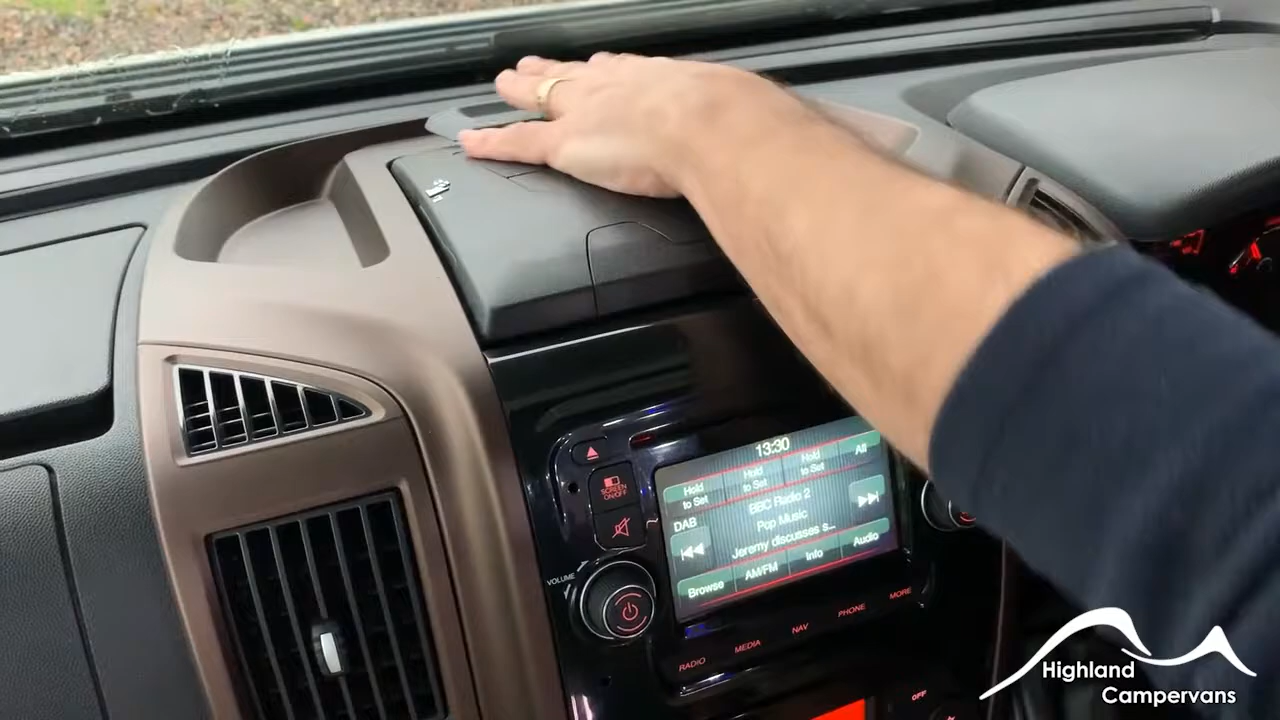 13:30
Hold
to Set
Hold
to Set
Hold
to Set
All
BBC Radio 2
DAB
Pop Music
Jeremy discusses s...
Browse
AM/FM
Info
Audio
SCREEN
ON/OFF
VOLUME
RADIO
MEDIA
NAV
PHONE
MORE
OFF
Highland
Campervans